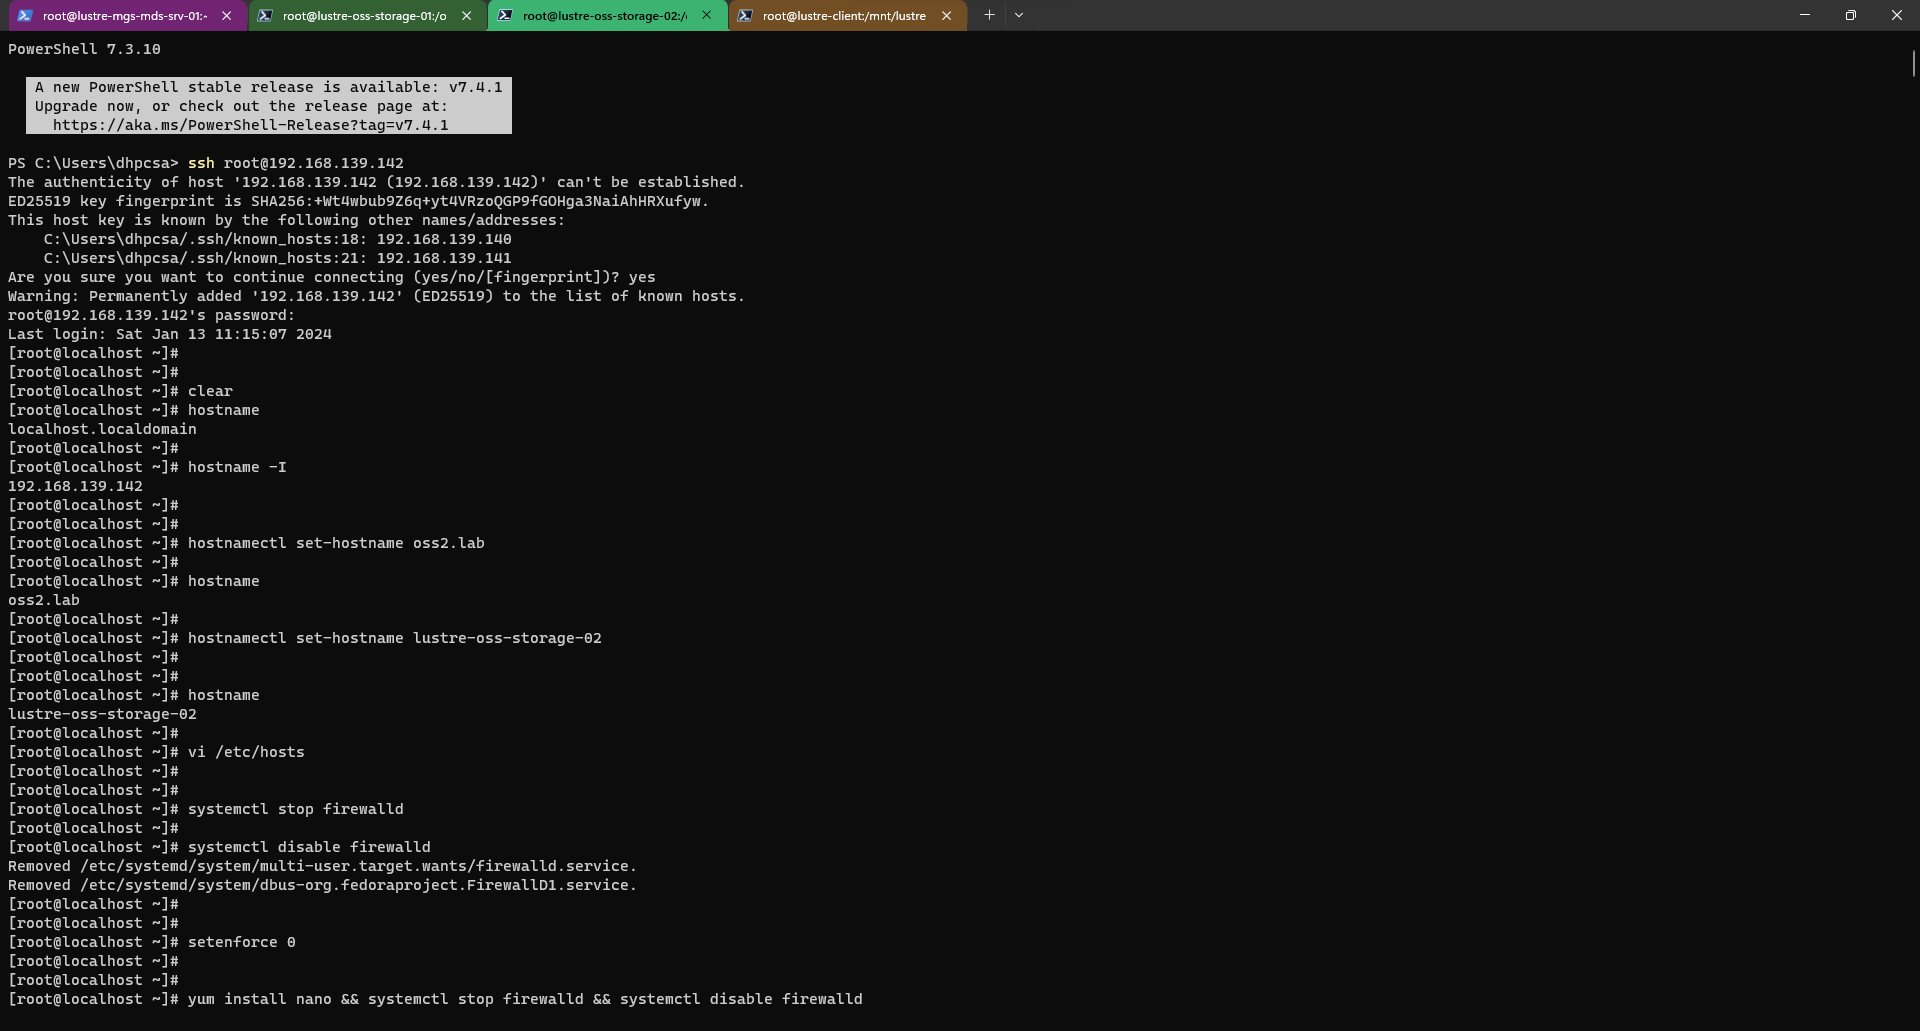 root@lustre-mgs-mds-srv-01:~
root@lustre-oss-storage-01:/o
root@lustre-oss-storage-02:/
root@lustre-client:/mnt/lustre
PowerShell 7.3.10
A new PowerShell stable release is available: v7.4.1
Upgrade now, or check out the release page at:
https://aka.ms/PowerShell-Release?tag=v7.4.1
PS C:\Users\dhpcsa> ssh root@192.168.139.142
The authenticity of host '192.168.139.142 (192.168.139.142)' can't be established.
ED25519 key fingerprint is SHA256:+Wt4wbub9Z6q+yt4VRzoQGP9fGOHga3NaiAhHRXufyw.
This host key is known by the following other names/addresses:
    C:\Users\dhpcsa/.ssh/known_hosts:18: 192.168.139.140
    C:\Users\dhpcsa/.ssh/known_hosts:21: 192.168.139.141
Are you sure you want to continue connecting (yes/no/[fingerprint])? yes
Warning: Permanently added '192.168.139.142' (ED25519) to the list of known hosts.
root@192.168.139.142's password:
Last login: Sat Jan 13 11:15:07 2024
[root@localhost ~]#
[root@localhost ~]#
[root@localhost ~]# clear
[root@localhost ~]# hostname
localhost.localdomain
[root@localhost ~]#
[root@localhost ~]# hostname -I
192.168.139.142
[root@localhost ~]#
[root@localhost ~]#
[root@localhost ~]# hostnamectl set-hostname oss2.lab
[root@localhost ~]#
[root@localhost ~]# hostname
oss2.lab
[root@localhost ~]#
[root@localhost ~]# hostnamectl set-hostname lustre-oss-storage-02
[root@localhost ~]#
[root@localhost ~]#
[root@localhost ~]# hostname
lustre-oss-storage-02
[root@localhost ~]#
[root@localhost ~]# vi /etc/hosts
[root@localhost ~]#
[root@localhost ~]#
[root@localhost ~]# systemctl stop firewalld
[root@localhost ~]#
[root@localhost ~]# systemctl disable firewalld
Removed /etc/systemd/system/multi-user.target.wants/firewalld.service.
Removed /etc/systemd/system/dbus-org.fedoraproject.FirewallD1.service.
[root@localhost ~]#
[root@localhost ~]#
[root@localhost ~]# setenforce 0
[root@localhost ~]#
[root@localhost ~]#
[root@localhost ~]# yum install nano && systemctl stop firewalld && systemctl disable firewalld